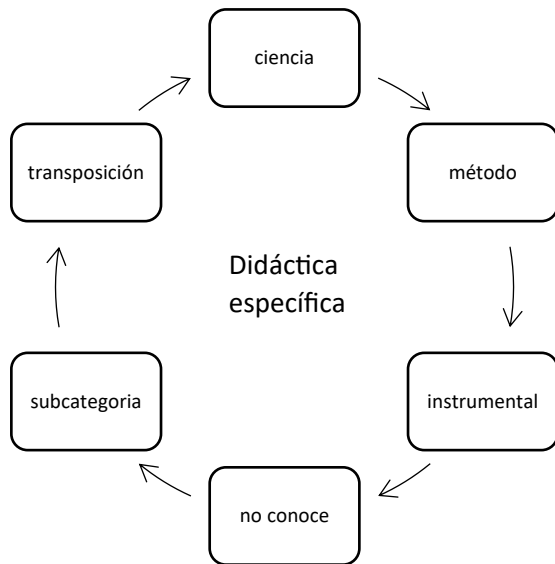 ciencia
transposición
método
Didáctica
específica
subcategoria
instrumental
no conoce